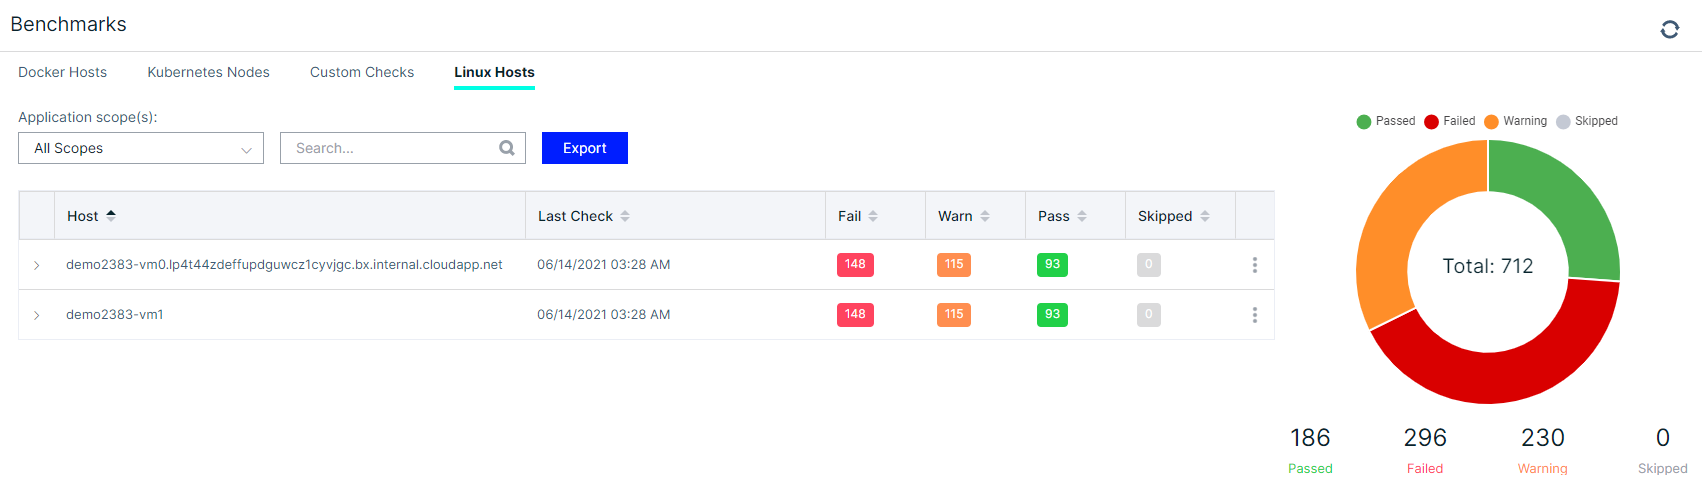 Benchmarks
Docker Hosts Kubernetes Nodes Custom Checks Linux Hosts
Application scope(s):
All Scopes Search... Export
Host Last Check Fail Warn Pass Skipped
demo2383-vm0.lp4t44zdeffupdguwcz1cyvjgc.bx.internal.cloudapp.net 06/14/2021 03:28 AM 148 115 93 0
demo2383-vm1 06/14/2021 03:28 AM 148 115 93 0
Passed Failed Warning Skipped
Total: 712
186 296 230 0
Passed Failed Warning Skipped